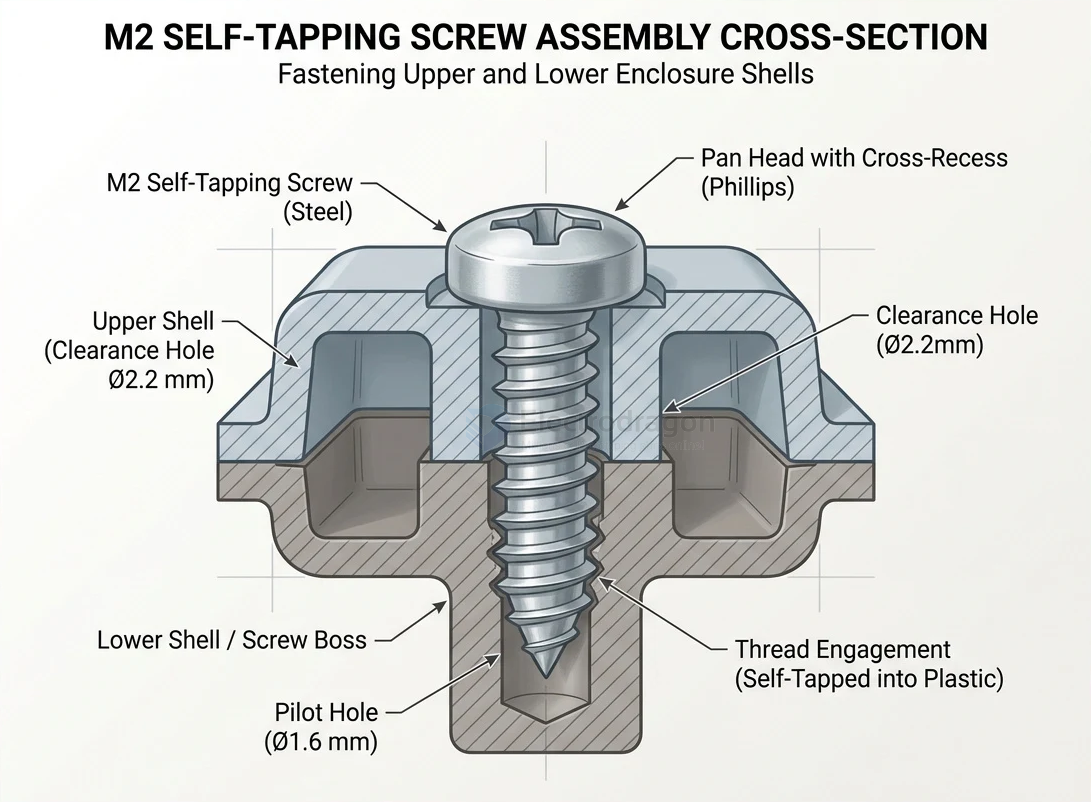 M2 SELF-TAPPING SCREW ASSEMBLY CROSS-SECTION
Fastening Upper and Lower Enclosure Shells
M2 Self-Tapping Screw
(Steel)
Pan Head with Cross-Recess
(Phillips)
Upper Shell
(Clearance Hole
Ø2.2 mm)
Clearance Hole
(Ø2.2mm)
Lower Shell / Screw Boss
Thread Engagement
(Self-Tapped into Plastic)
Pilot Hole
(Ø1.6 mm)